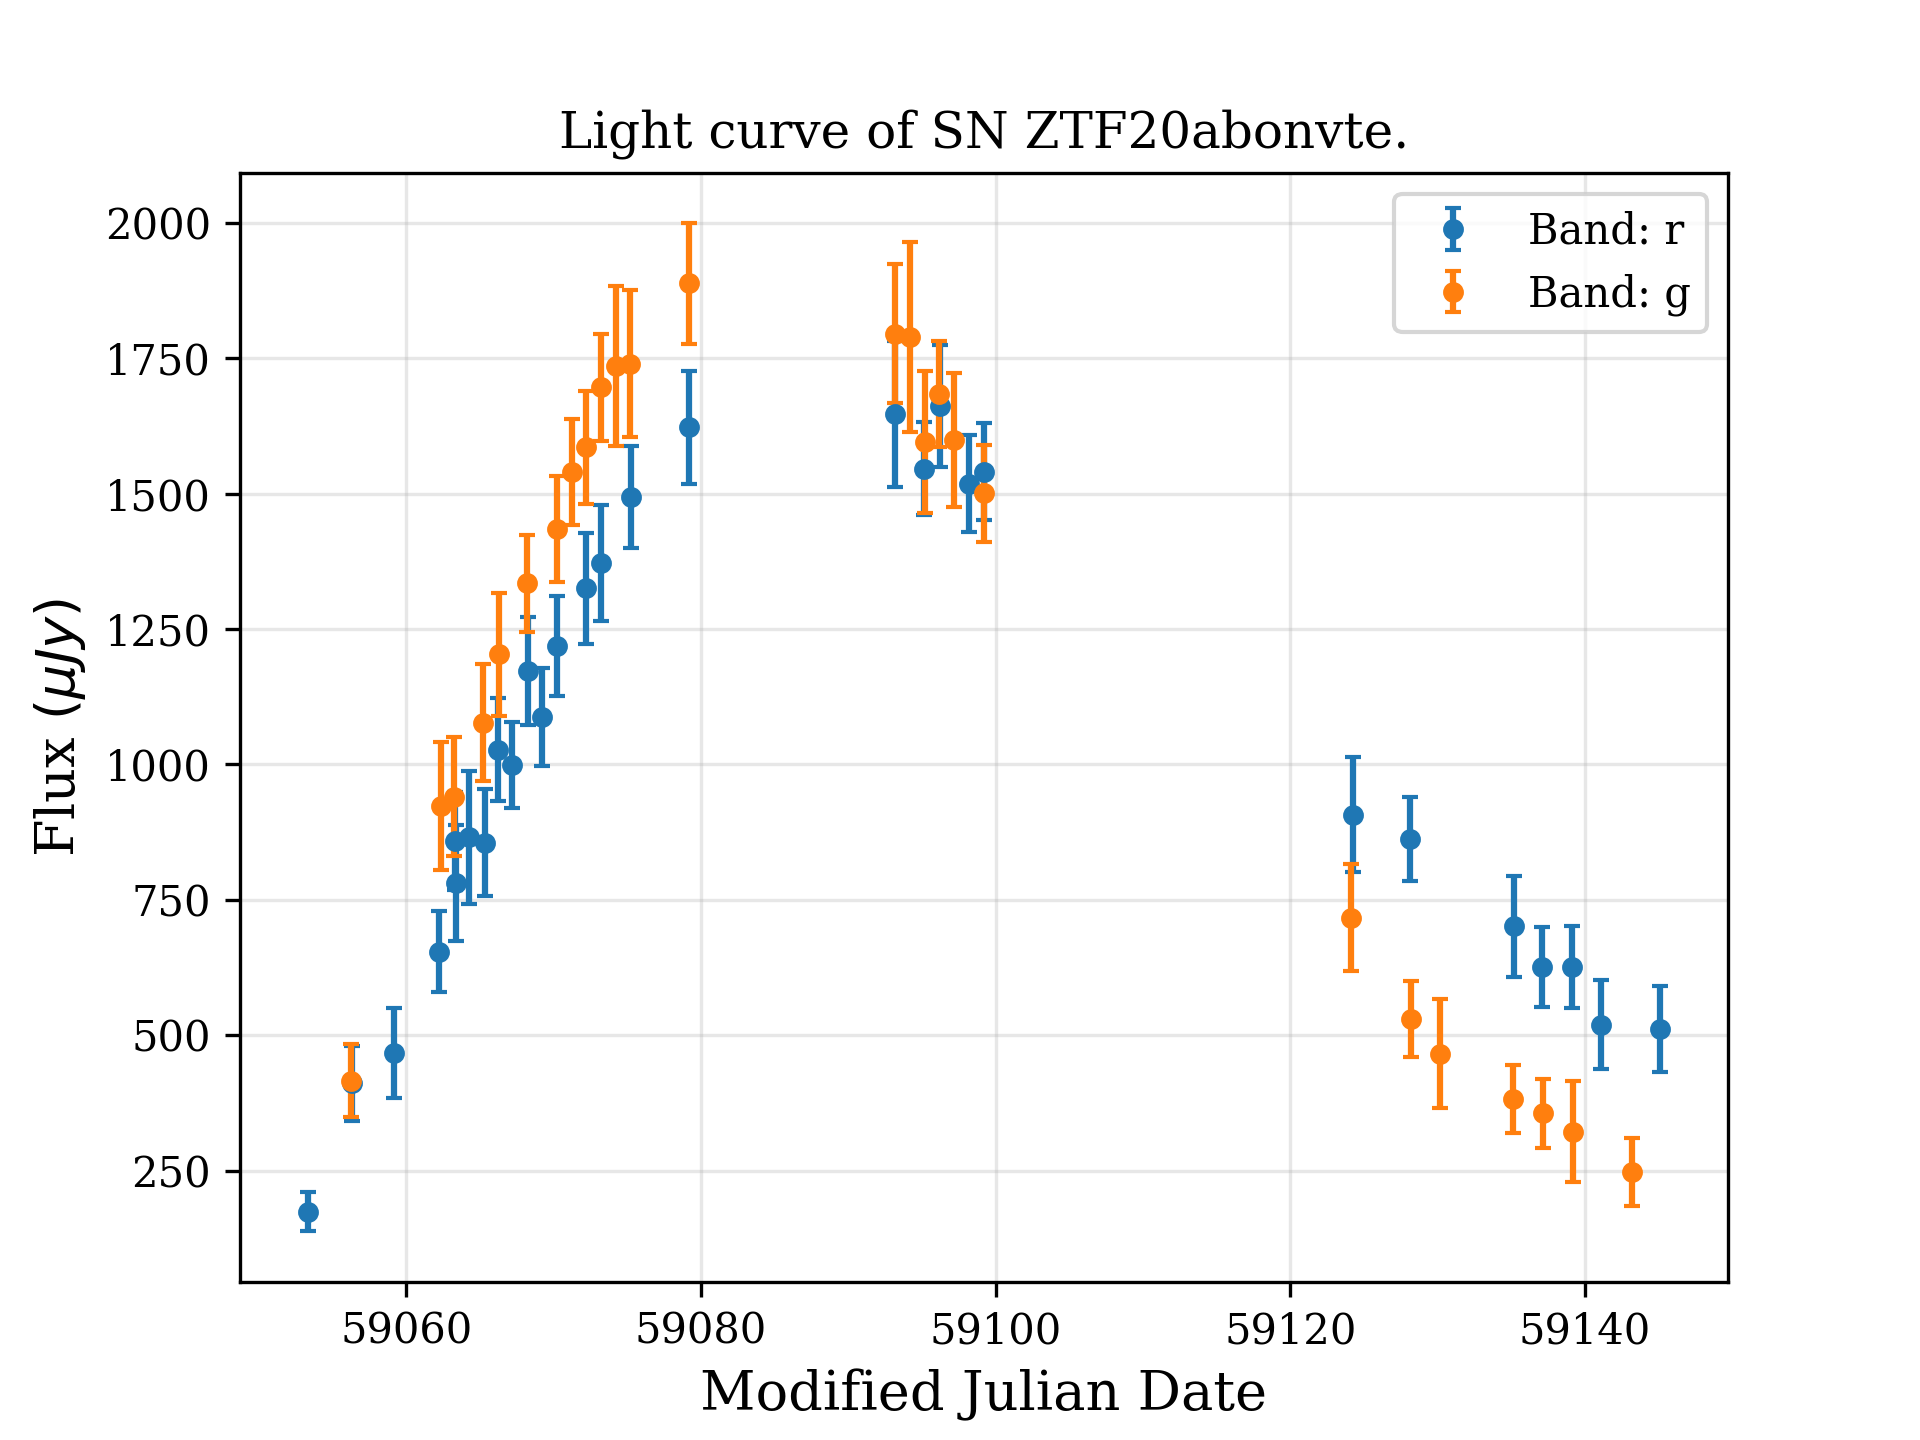 Light curve of SN ZTF20abonvte.
Band: r
Band: g
Flux (μJy)
2000
1750
1500
1250
1000
750
500
250
59060 59080 59100 59120 59140
Modified Julian Date